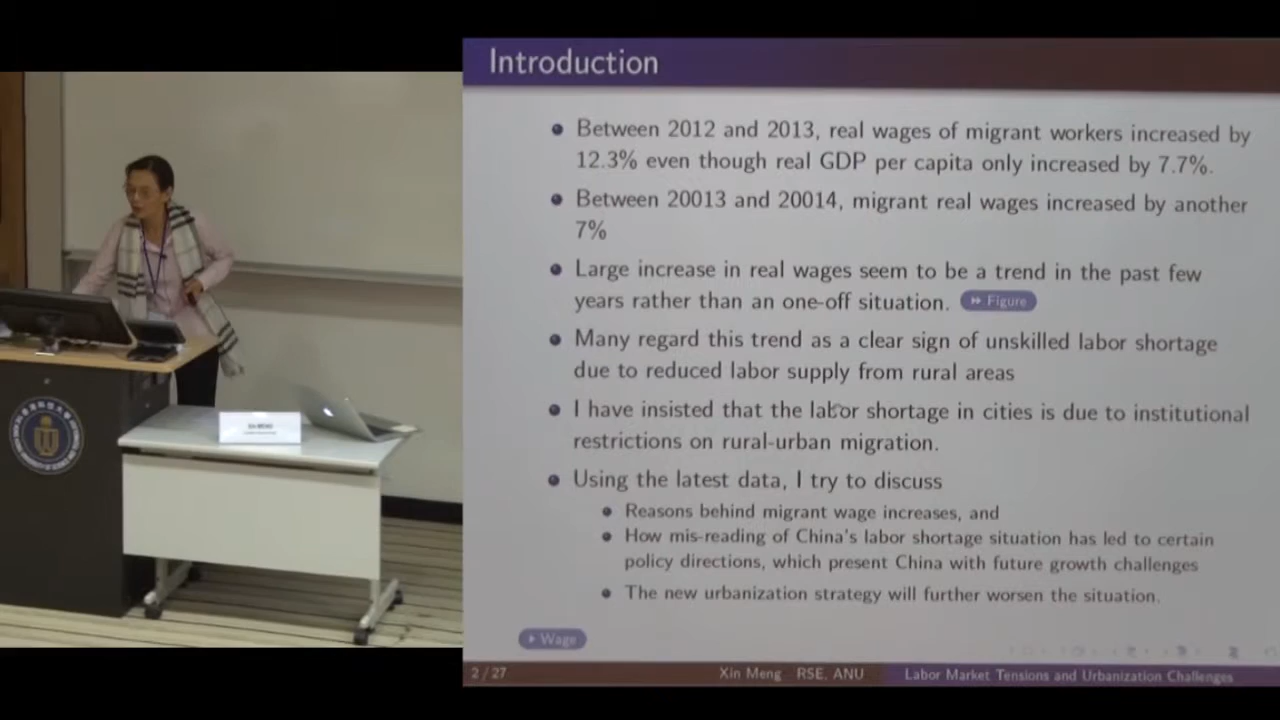 Introduction
Between 2012 and 2013, real wages of migrant workers increased by
12.3% even though real GDP per capita only increased by 7.7%.
Between 20013 and 20014, migrant real wages increased by another
7%
Large increase in real wages seem to be a trend in the past few
years rather than an one-off situation. Figure
Many regard this trend as a clear sign of unskilled labor shortage
due to reduced labor supply from rural areas
I have insisted that the labor shortage in cities is due to institutional
restrictions on rural-urban migration.
Using the latest data, I try to discuss
Reasons behind migrant wage increases, and
How mis-reading of China's labor shortage situation has led to certain
policy directions, which present China with future growth challenges
The new urbanization strategy will further worsen the situation.
Wage
2 / 27
Xin Meng RSE, ANU
Labor Market Tensions and Urbanization Challenges